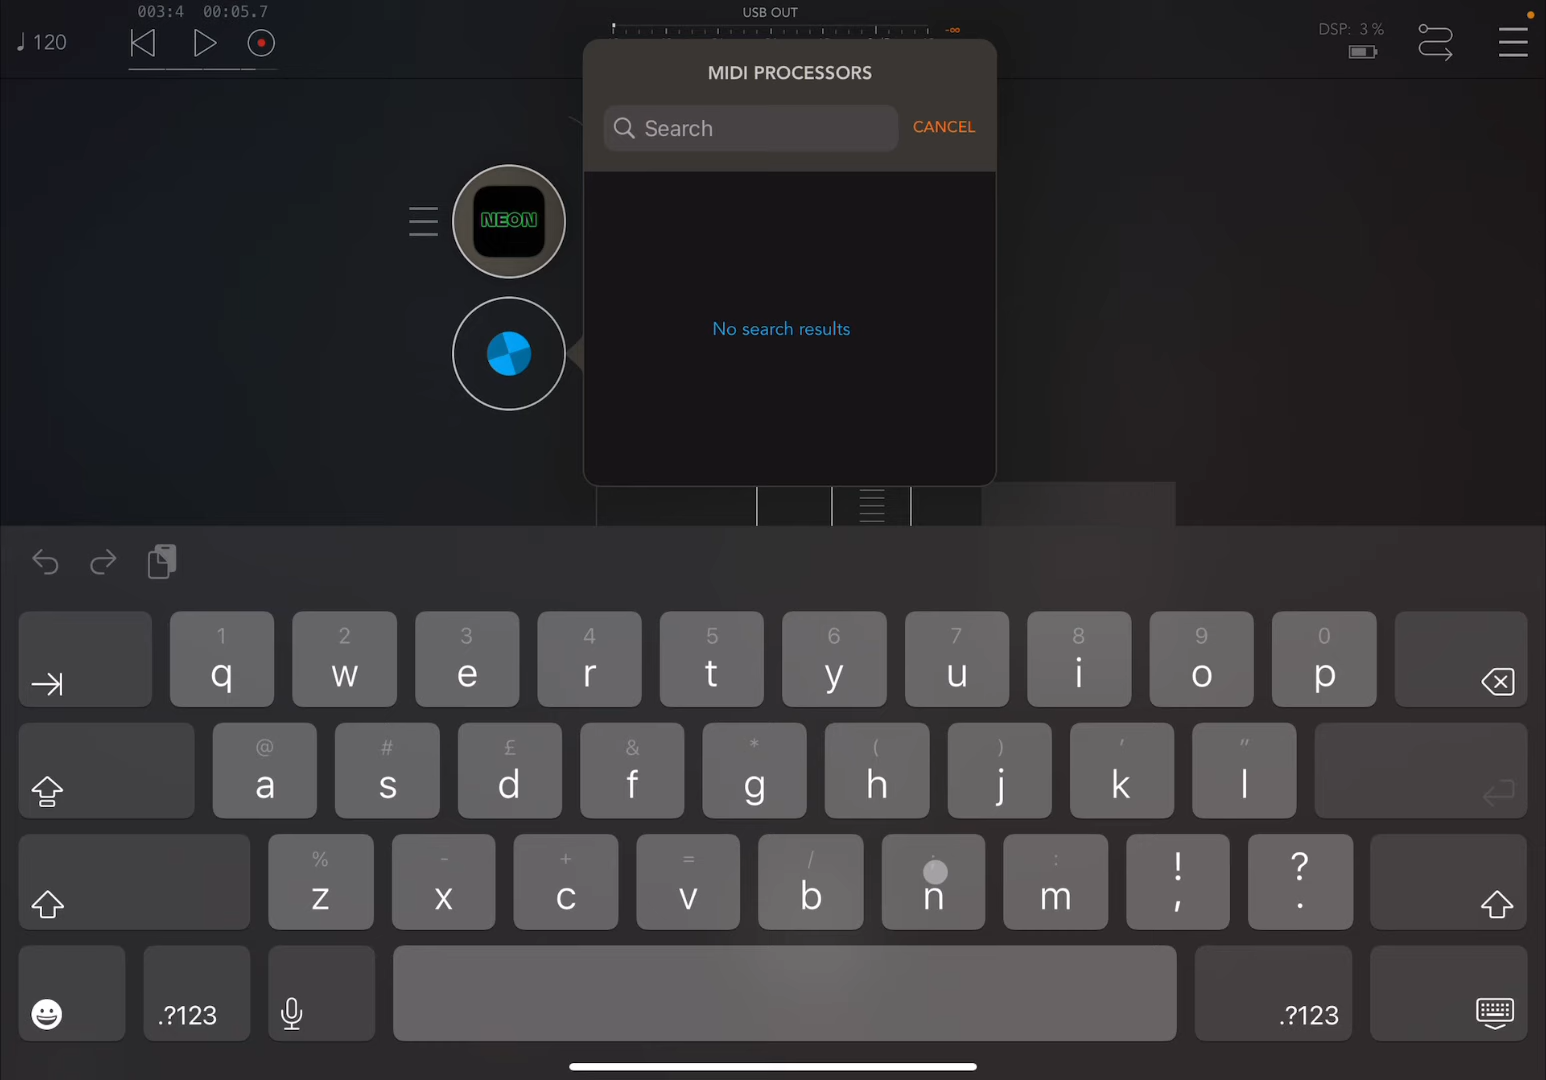 003:4 00:05.7
USB OUT
♩ 120
-∞
DSP: 3 %
MIDI PROCESSORS
Search
CANCEL
NEON
No search results
1 2 3 4 5 6 7 8 9 0
q w e r t y u i o p
@ # £ & * ( ) ' "
a s d f g h j k l
% - + = / ; : ! ?
z x c v b n m , .
.?123 .?123